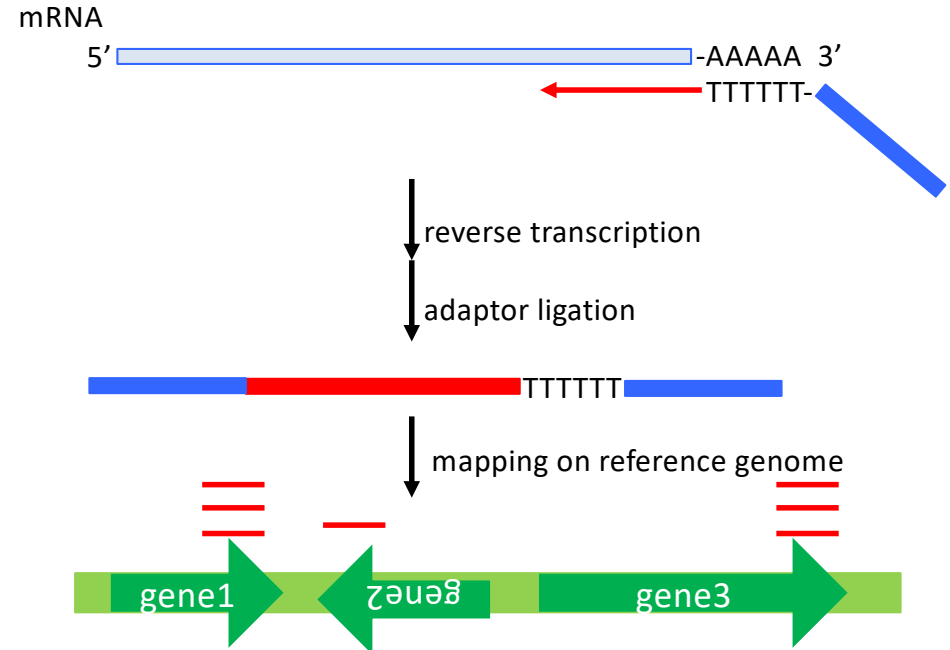 mRNA
5’ -AAAAA 3’
TTTTTT-
reverse transcription
adaptor ligation
TTTTTT
mapping on reference genome
gene1 gene2 gene3